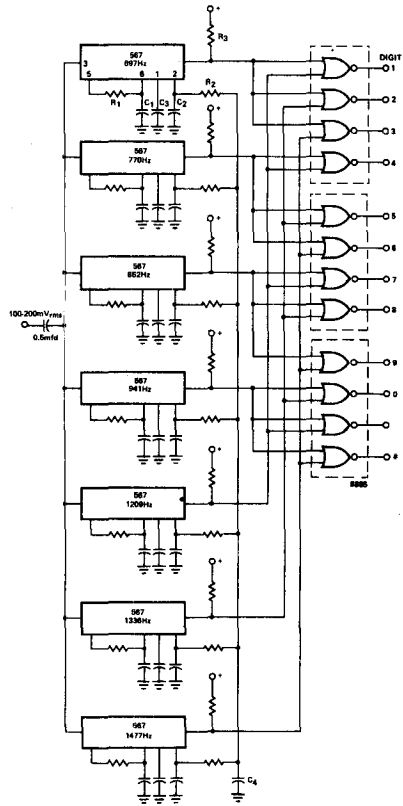 +
R3
567
697Hz
3
5
6
1
2
R1
C1
C3
C2
R2
+
567
770Hz
+
567
852Hz
100-200mVrms
0.5mfd
+
567
941Hz
+
567
1209Hz
+
567
1336Hz
+
567
1477Hz
C4
DIGIT
1
2
3
4
5
6
7
8
9
0
#
8885